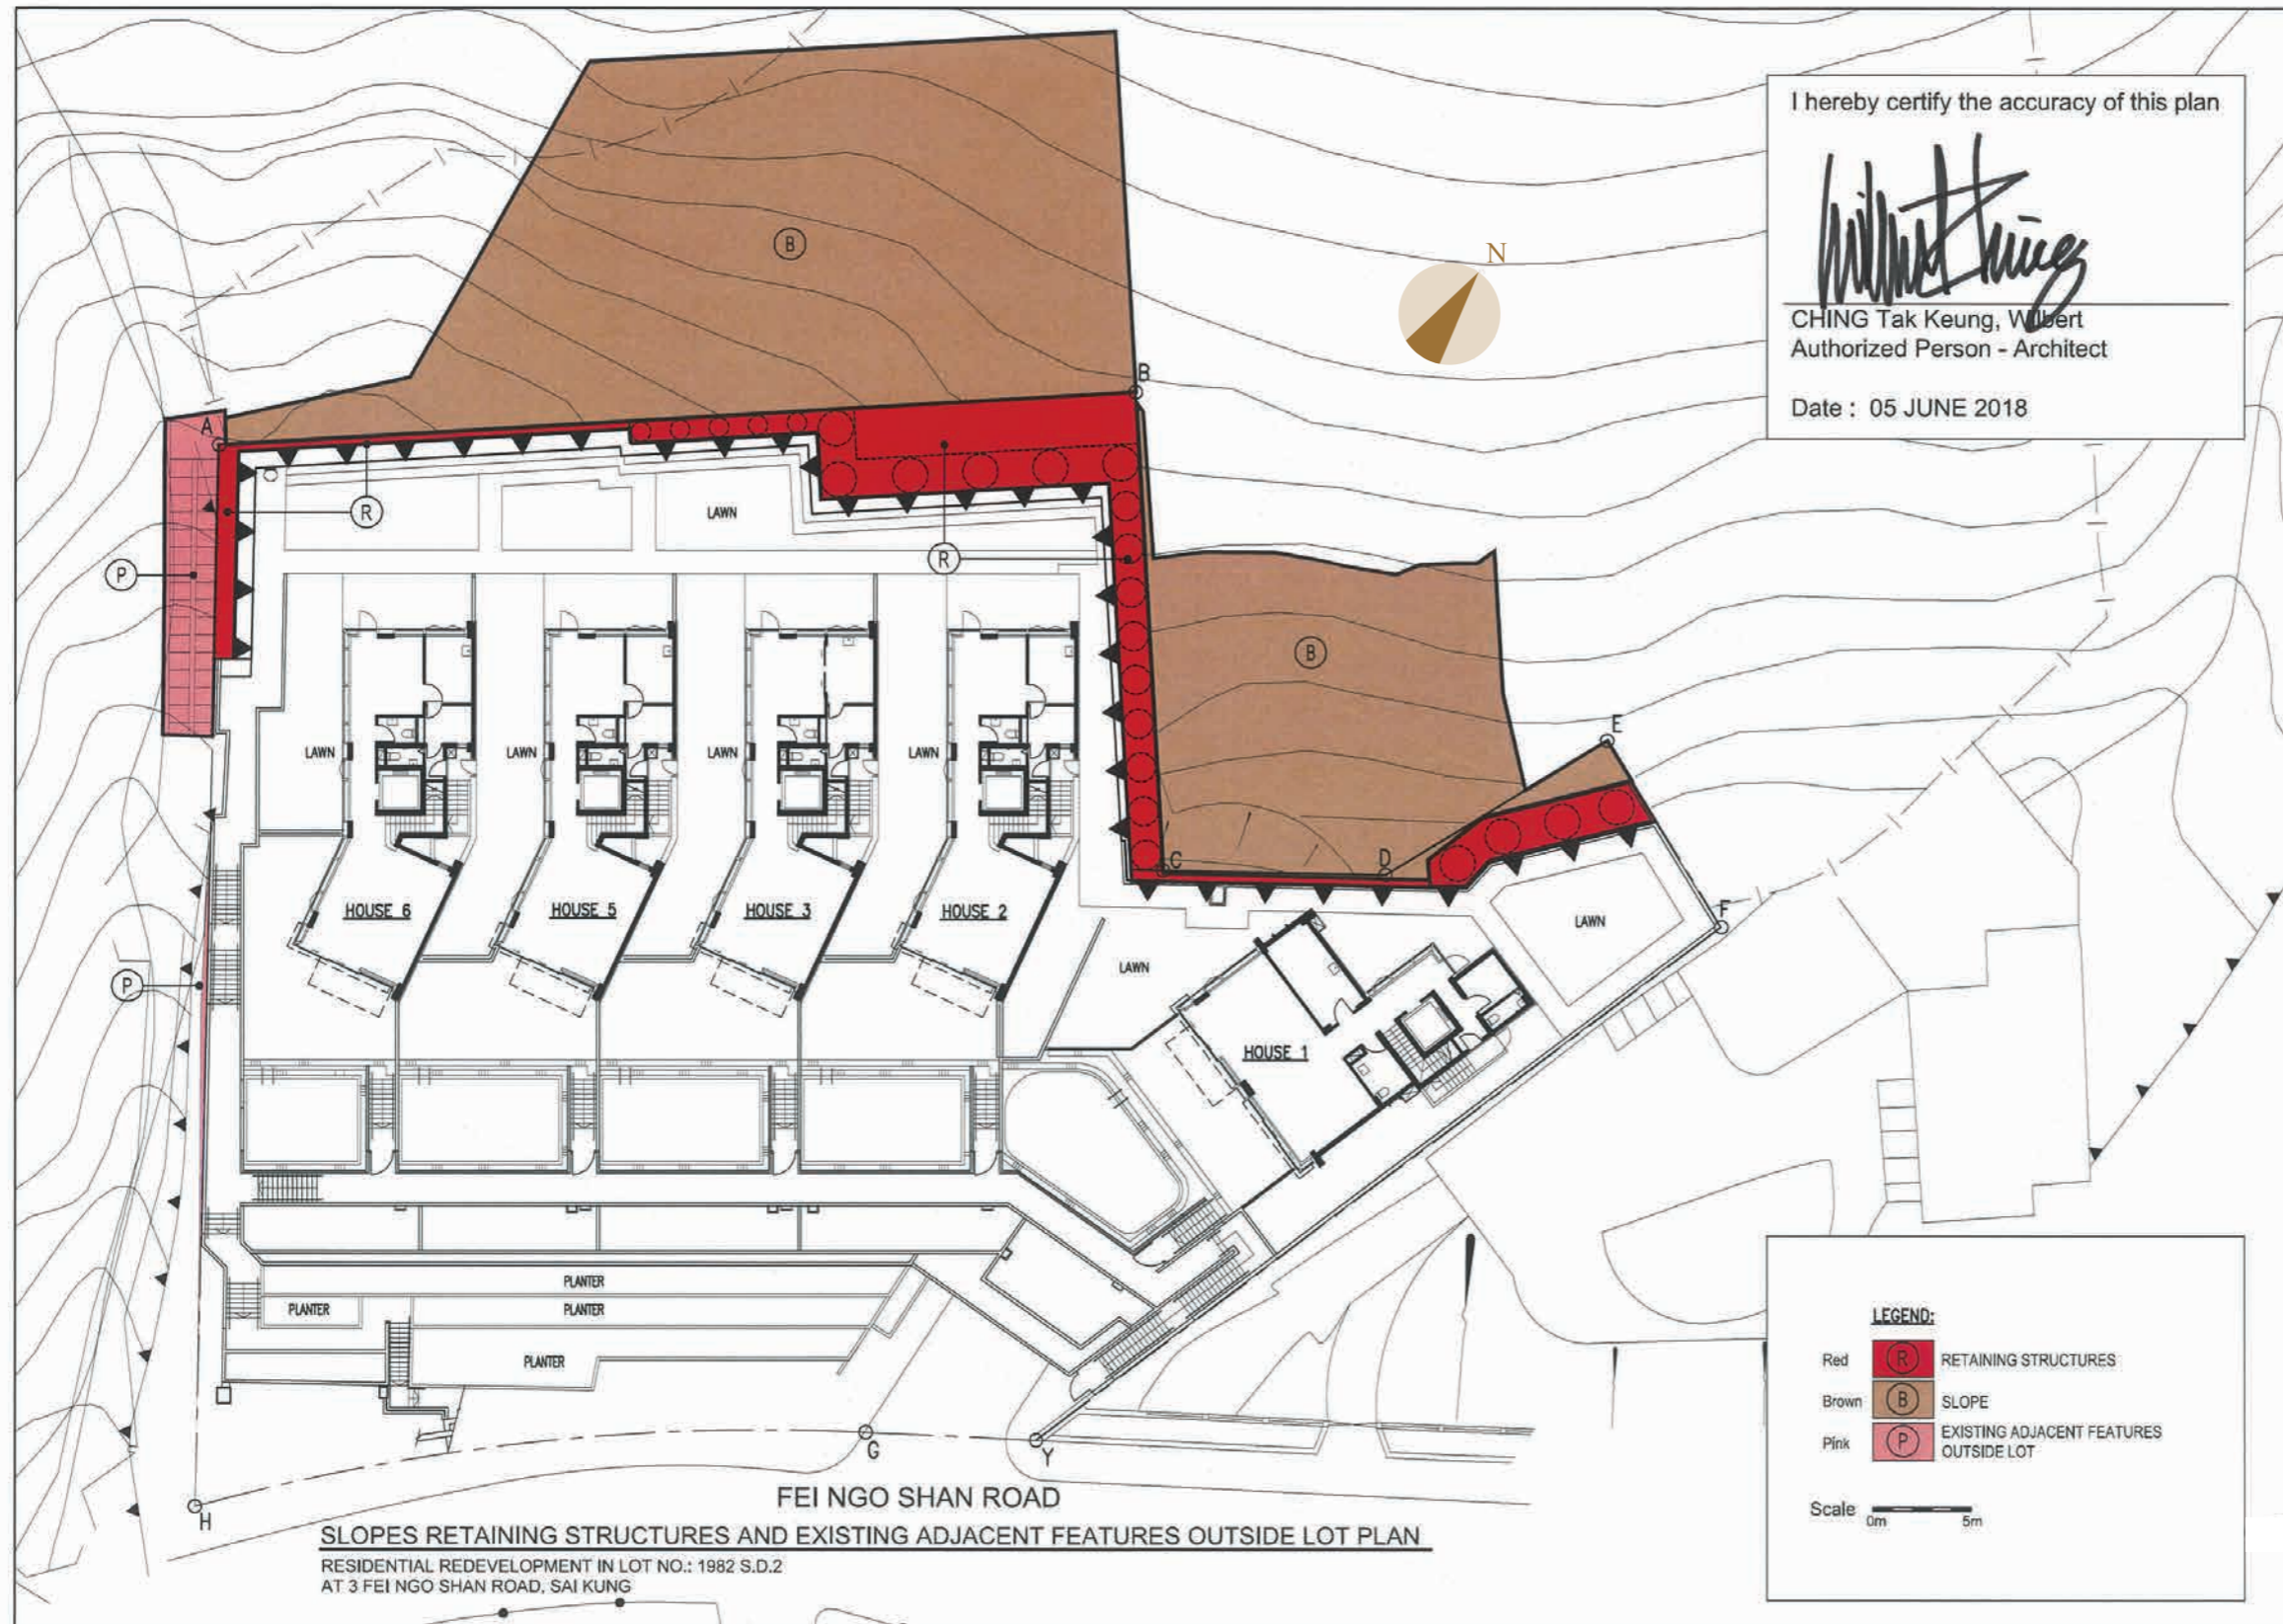 I hereby certify the accuracy of this plan
CHING Tak Keung, Wilbert
Authorized Person - Architect
Date : 05 JUNE 2018
N
B
B
A
R
LAWN
R
P
B
E
LAWN
LAWN
LAWN
LAWN
C
D
HOUSE 6
HOUSE 5
HOUSE 3
HOUSE 2
F
LAWN
LAWN
P
HOUSE 1
PLANTER
PLANTER
PLANTER
PLANTER
G
Y
H
LEGEND:
Red R RETAINING STRUCTURES
Brown B SLOPE
Pink P EXISTING ADJACENT FEATURES
OUTSIDE LOT
Scale
0m 5m
FEI NGO SHAN ROAD
SLOPES RETAINING STRUCTURES AND EXISTING ADJACENT FEATURES OUTSIDE LOT PLAN
RESIDENTIAL REDEVELOPMENT IN LOT NO.: 1982 S.D.2
AT 3 FEI NGO SHAN ROAD, SAI KUNG